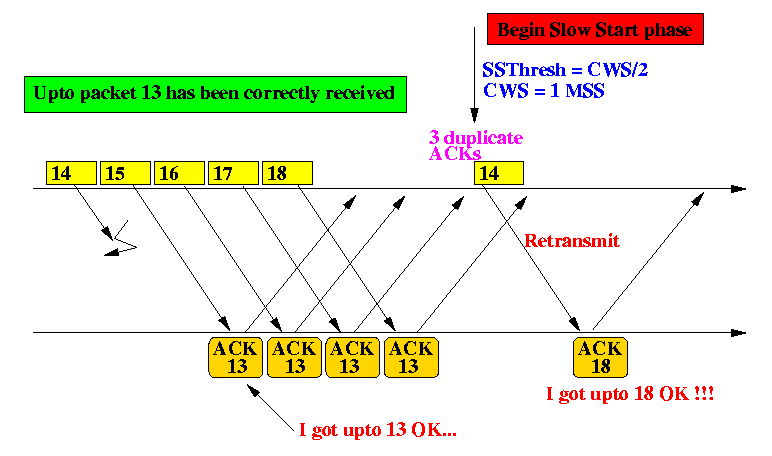 Begin Slow Start phase
SSThresh = CWS/2
CWS = 1 MSS
Upto packet 13 has been correctly received
3 duplicate
ACKs
14 15 16 17 18 14
Retransmit
ACK ACK ACK ACK ACK
13 13 13 13 18
I got upto 18 OK !!!
I got upto 13 OK...